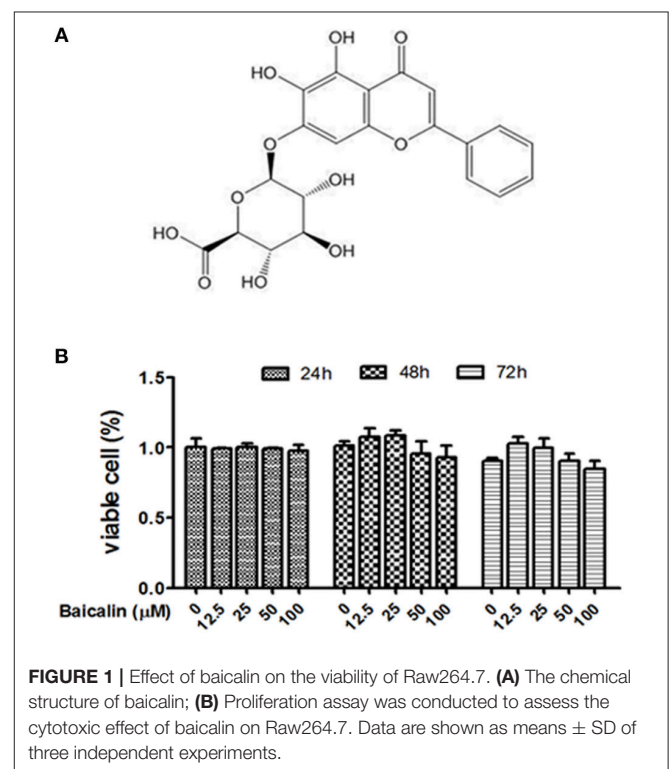 A
OH
O
HO
O
O
O
OH
HO
OH
O
HO
B
24h 48h 72h
1.5
1.0
0.5
0.0
viable cell (%)
Baicalin (μM) 0 12.5 25 50 100 0 12.5 25 50 100 0 12.5 25 50 100
FIGURE 1 | Effect of baicalin on the viability of Raw264.7. (A) The chemical
structure of baicalin; (B) Proliferation assay was conducted to assess the
cytotoxic effect of baicalin on Raw264.7. Data are shown as means ± SD of
three independent experiments.